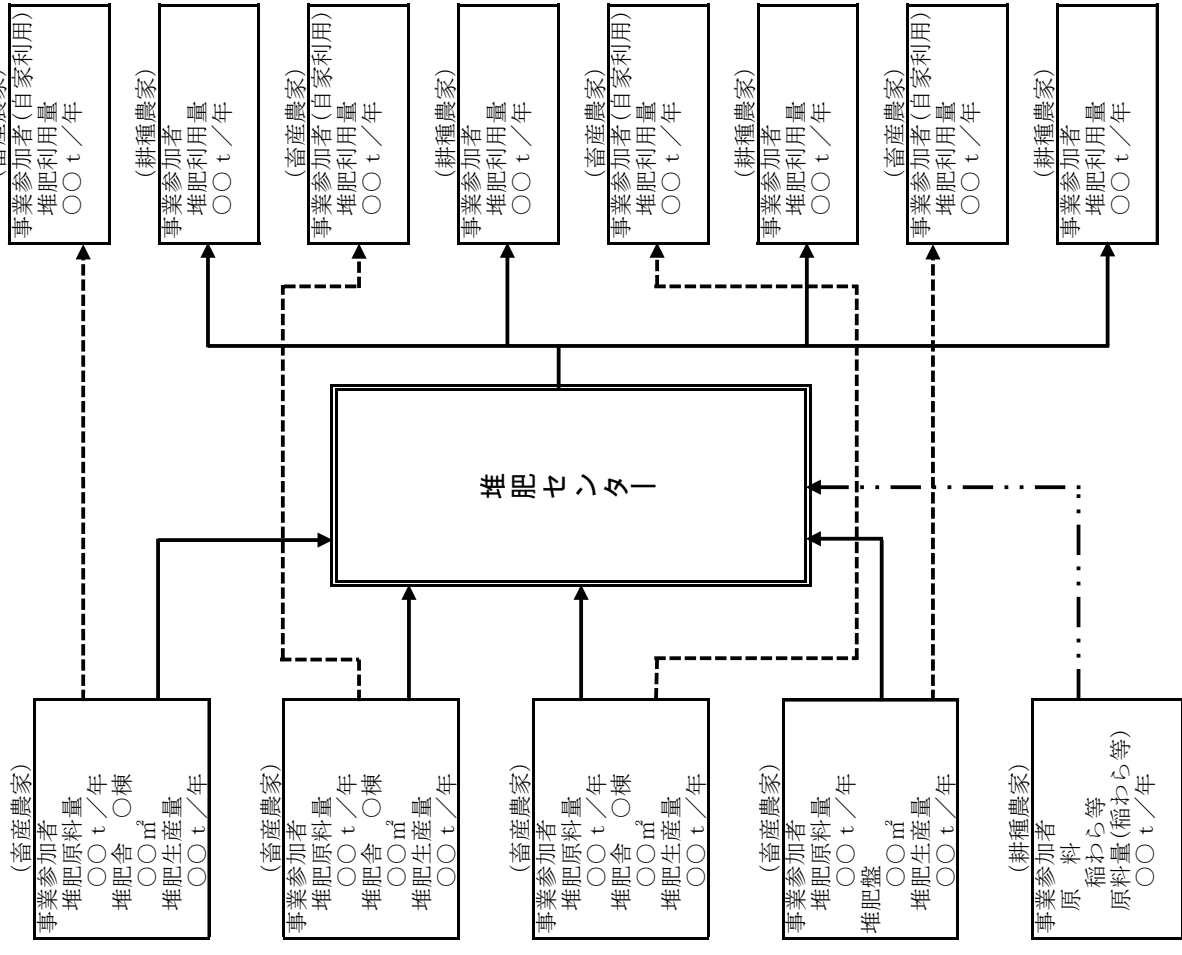 (畜産農家)
事業参加者
堆肥原料量
○○ｔ/年
堆肥舎 ○棟
○○㎡
堆肥生産量
○○ｔ/年
(畜産農家)
事業参加者
堆肥原料量
○○ｔ/年
堆肥舎 ○棟
○○㎡
堆肥生産量
○○ｔ/年
(畜産農家)
事業参加者
堆肥原料量
○○ｔ/年
堆肥舎 ○棟
○○㎡
堆肥生産量
○○ｔ/年
(畜産農家)
事業参加者
堆肥原料量
○○ｔ/年
堆肥盤
○○㎡
堆肥生産量
○○ｔ/年
(耕種農家)
事業参加者
原 料
稲わら等
原料量(稲わら等)
○○ｔ/年
堆肥センター
(畜産農家)
事業参加者(自家利用)
堆肥利用量
○○ｔ/年
(耕種農家)
事業参加者
堆肥利用量
○○ｔ/年
(畜産農家)
事業参加者(自家利用)
堆肥利用量
○○ｔ/年
(耕種農家)
事業参加者
堆肥利用量
○○ｔ/年
(畜産農家)
事業参加者(自家利用)
堆肥利用量
○○ｔ/年
(耕種農家)
事業参加者
堆肥利用量
○○ｔ/年
(畜産農家)
事業参加者(自家利用)
堆肥利用量
○○ｔ/年
(耕種農家)
事業参加者
堆肥利用量
○○ｔ/年